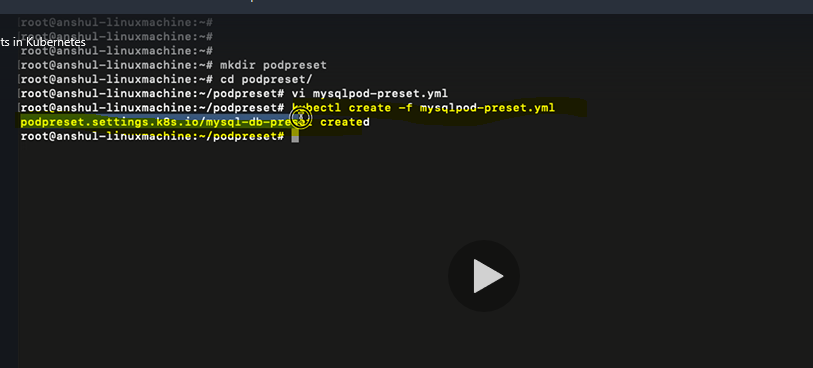 root@anshul-linuxmachine:~#
root@anshul-linuxmachine:~#
ts in Kubernetes
root@anshul-linuxmachine:~#
root@anshul-linuxmachine:~# mkdir podpreset
root@anshul-linuxmachine:~# cd podpreset/
root@anshul-linuxmachine:~/podpreset# vi mysqlpod-preset.yml
root@anshul-linuxmachine:~/podpreset# kubectl create -f mysqlpod-preset.yml
podpreset.settings.k8s.io/mysql-db-preset created
root@anshul-linuxmachine:~/podpreset#